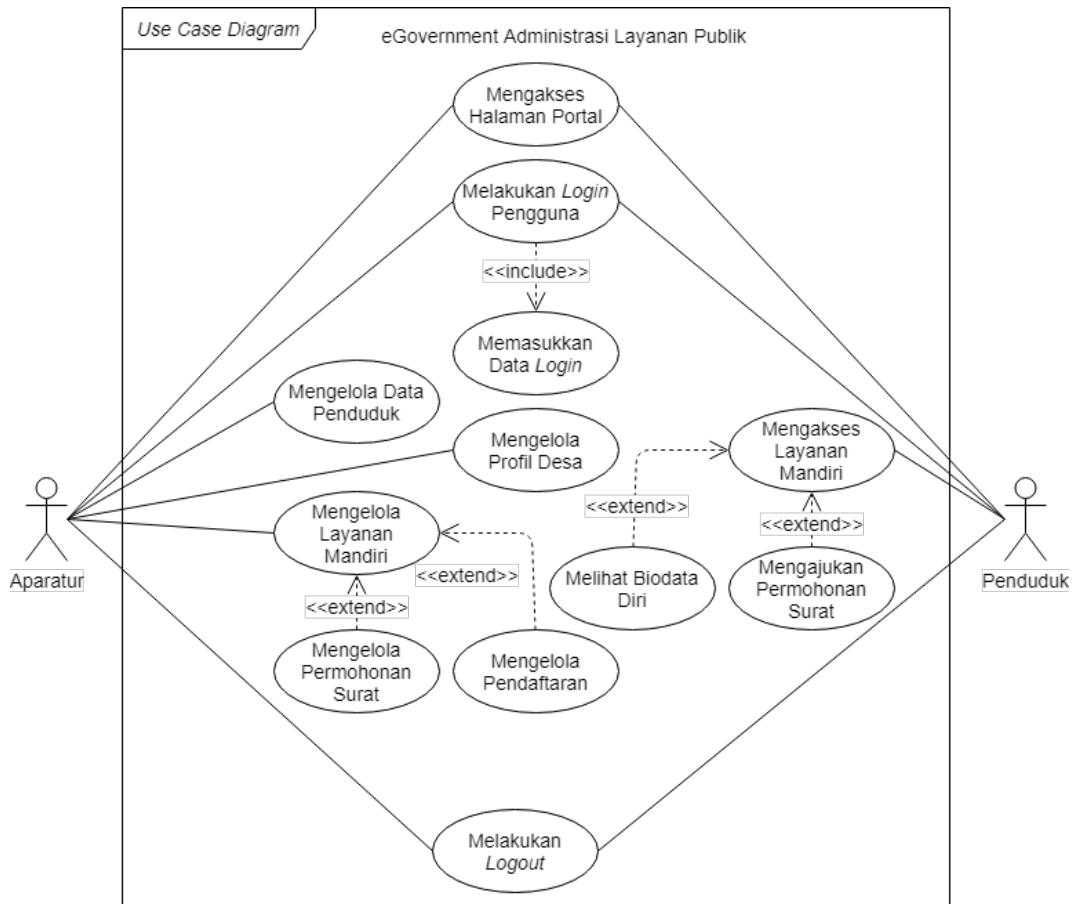 Use Case Diagram
eGovernment Administrasi Layanan Publik
Mengakses
Halaman Portal
Melakukan Login
Pengguna
<<include>>
Memasukkan
Data Login
Mengelola Data
Penduduk
Mengelola
Profil Desa
Mengakses
Layanan
Mandiri
Mengelola
Layanan
Mandiri
<<extend>>
<<extend>>
<<extend>>
<<extend>>
Melihat Biodata
Diri
Mengajukan
Permohonan
Surat
Aparatur
Penduduk
Mengelola
Permohonan
Surat
Mengelola
Pendaftaran
Melakukan
Logout